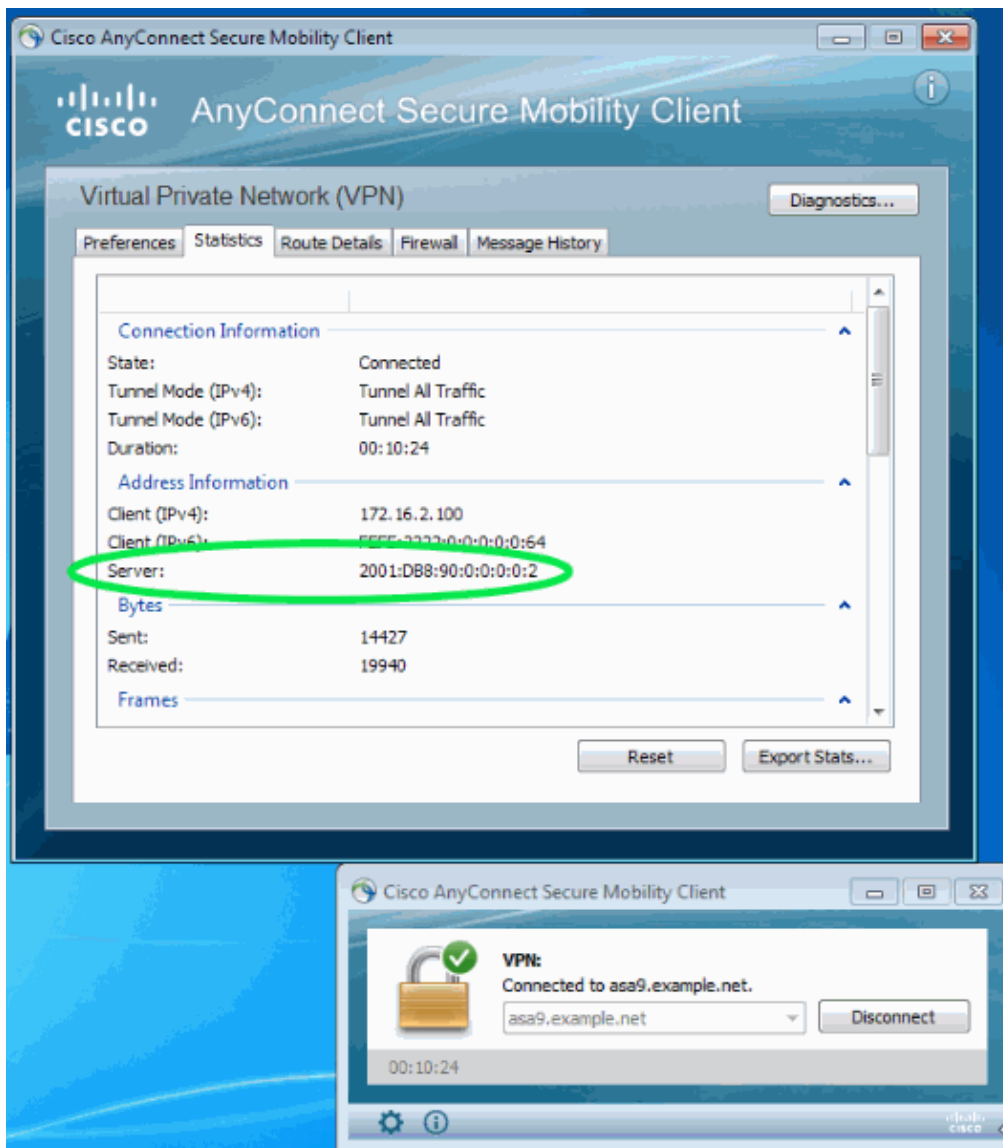 Cisco AnyConnect Secure Mobility Client
CISCO AnyConnect Secure Mobility Client
Virtual Private Network (VPN) Diagnostics...
Preferences Statistics Route Details Firewall Message History
Connection Information
State: Connected
Tunnel Mode (IPv4): Tunnel All Traffic
Tunnel Mode (IPv6): Tunnel All Traffic
Duration: 00:10:24
Address Information
Client (IPv4): 172.16.2.100
Client (IPv6):
Server: 2001:DB8:90:0:0:0:0:2
Bytes
Sent: 14427
Received: 19940
Frames
Reset Export Stats...
Cisco AnyConnect Secure Mobility Client
VPN:
Connected to asa9.example.net.
asa9.example.net Disconnect
00:10:24
CISCO